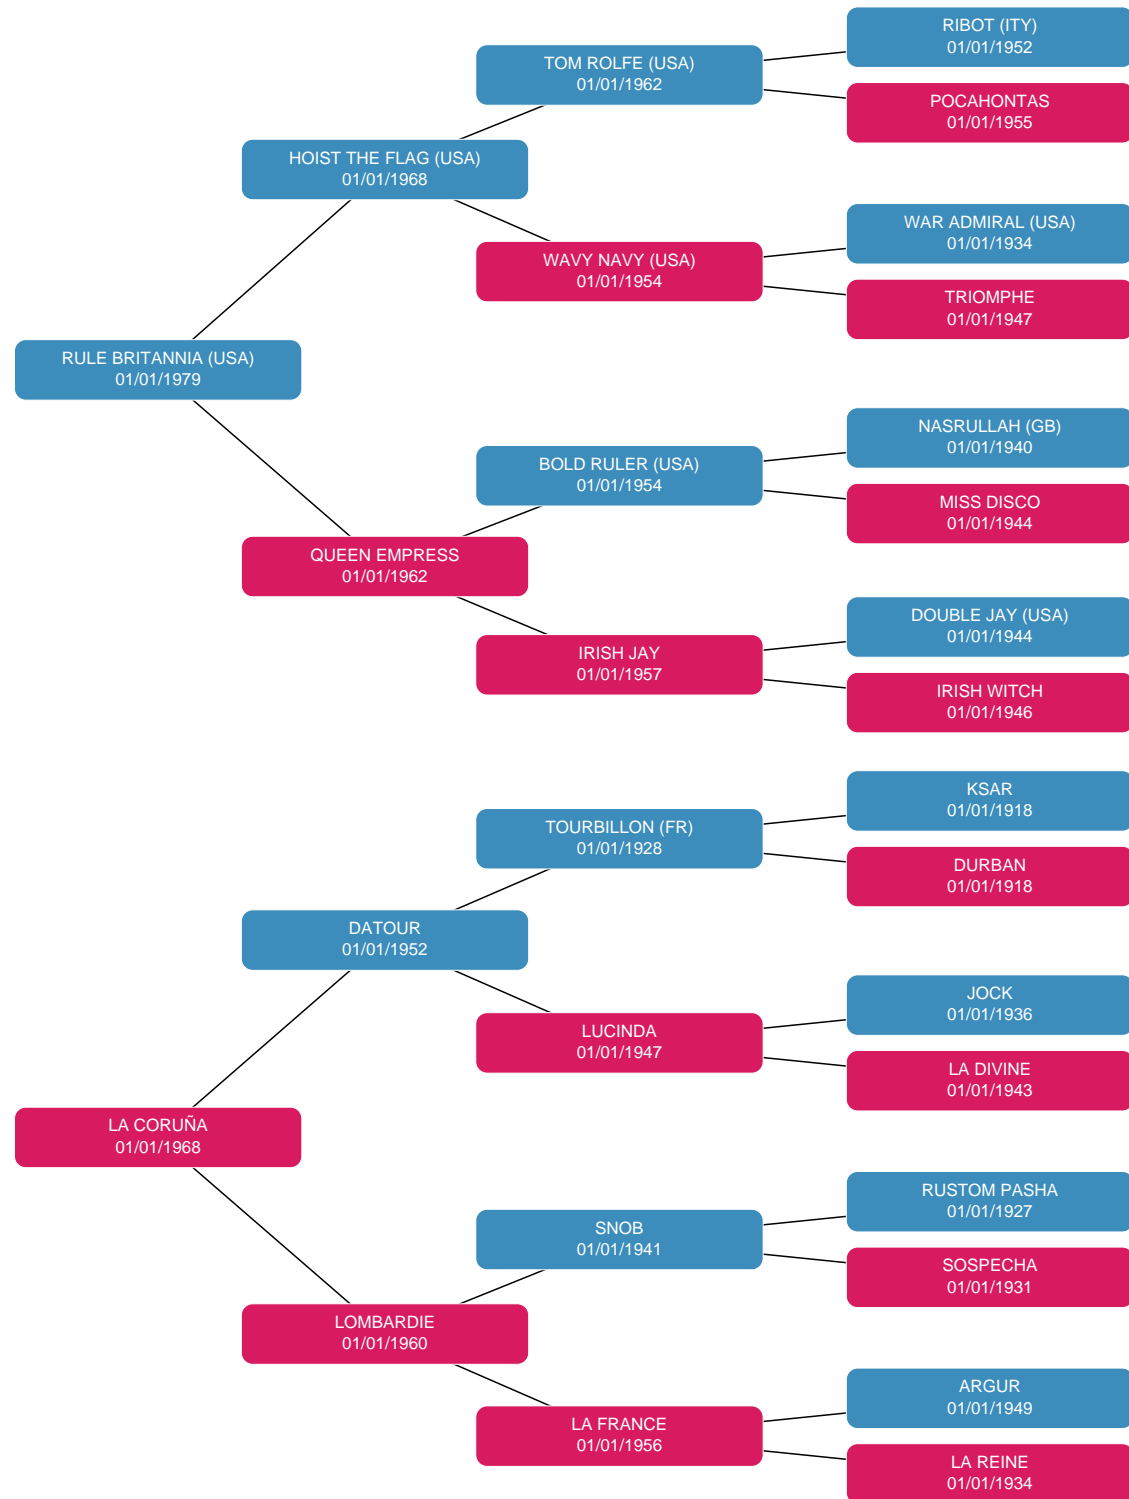 RIBOT (ITY)
01/01/1952
TOM ROLFE (USA)
01/01/1962
POCAHONTAS
01/01/1955
HOIST THE FLAG (USA)
01/01/1968
WAR ADMIRAL (USA)
01/01/1934
WAVY NAVY (USA)
01/01/1954
TRIOMPHE
01/01/1947
RULE BRITANNIA (USA)
01/01/1979
NASRULLAH (GB)
01/01/1940
BOLD RULER (USA)
01/01/1954
MISS DISCO
01/01/1944
QUEEN EMPRESS
01/01/1962
DOUBLE JAY (USA)
01/01/1944
IRISH JAY
01/01/1957
IRISH WITCH
01/01/1946
KSAR
01/01/1918
TOURBILLON (FR)
01/01/1928
DURBAN
01/01/1918
DATOUR
01/01/1952
JOCK
01/01/1936
LUCINDA
01/01/1947
LA DIVINE
01/01/1943
LA CORUÑA
01/01/1968
RUSTOM PASHA
01/01/1927
SNOB
01/01/1941
SOSPECHA
01/01/1931
LOMBARDIE
01/01/1960
ARGUR
01/01/1949
LA FRANCE
01/01/1956
LA REINE
01/01/1934